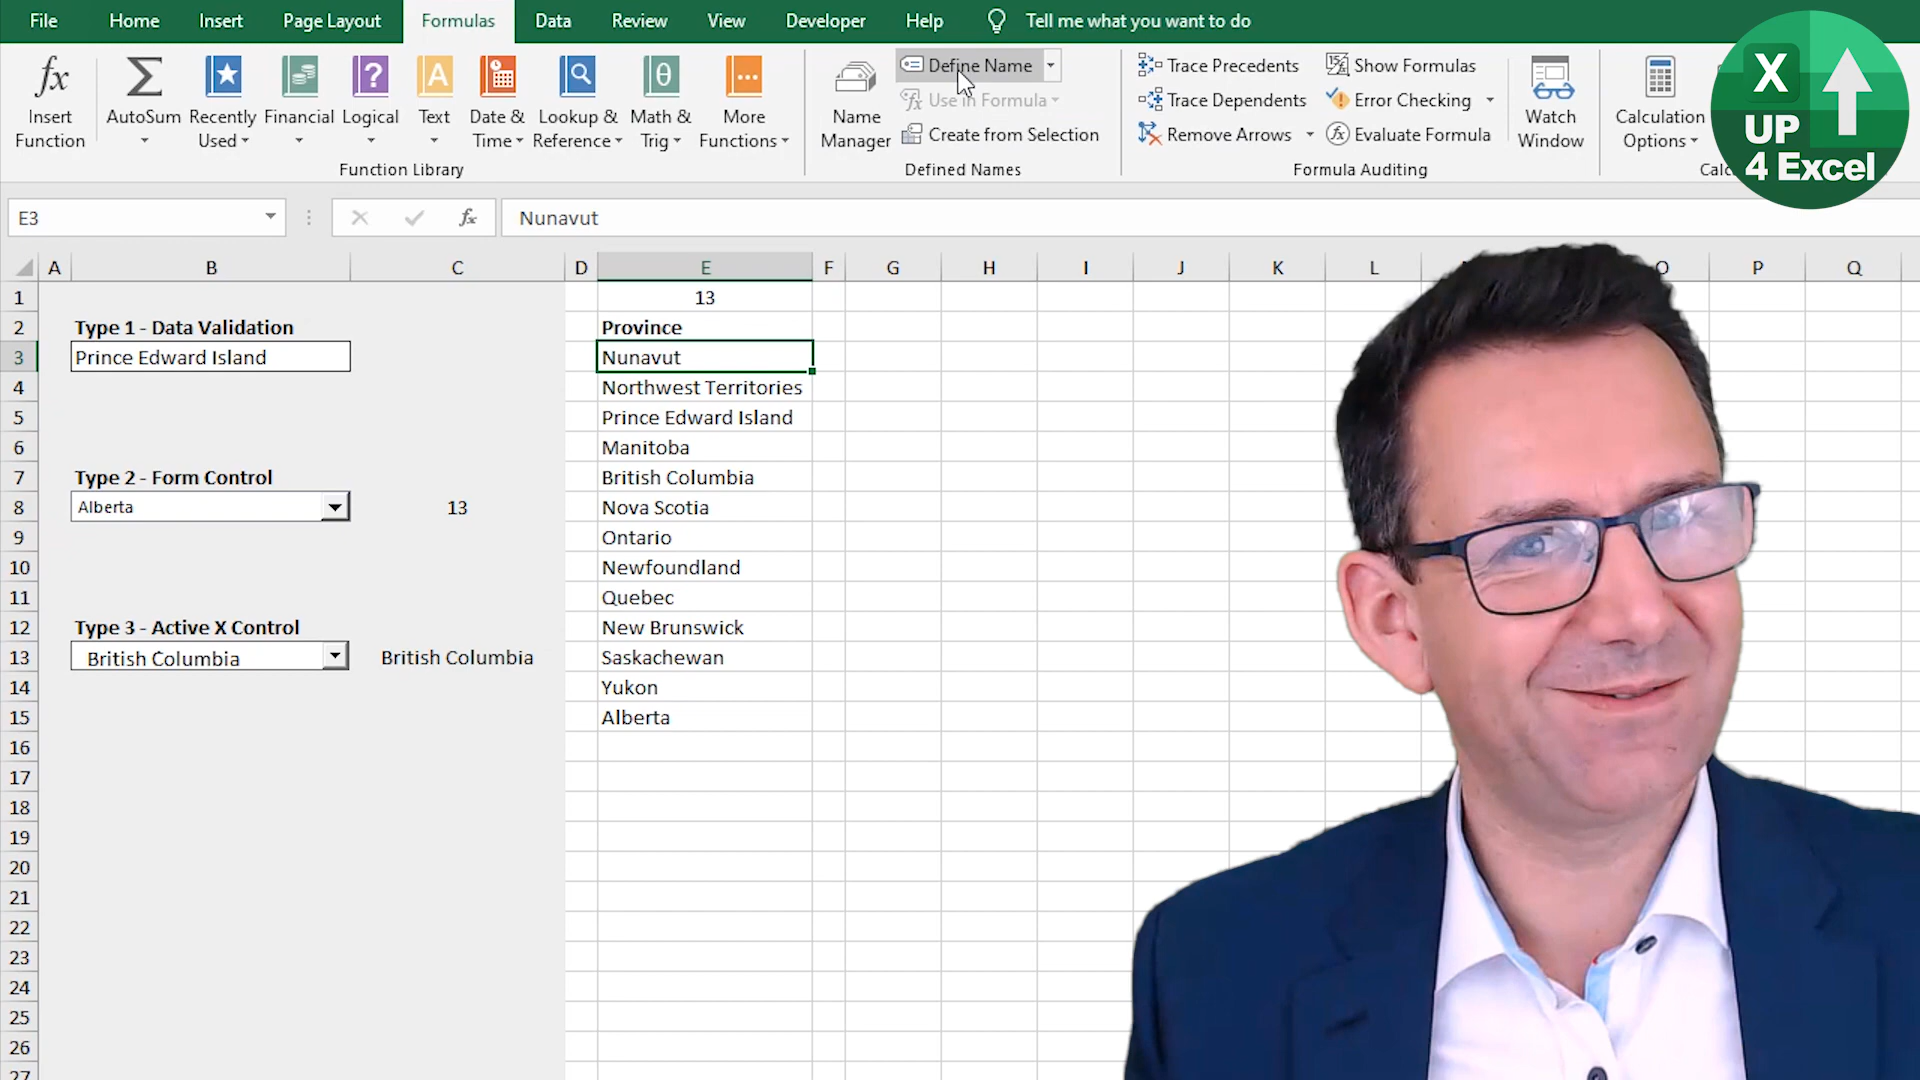 File Home Insert Page Layout Formulas Data Review View Developer Help Tell me what you want to do
fx Insert Function
AutoSum
Recently Used
Financial
Logical
Text
Date & Time
Lookup & Reference
Math & Trig
More Functions
Function Library
Name Manager
Define Name
Use in Formula
Create from Selection
Defined Names
Trace Precedents
Trace Dependents
Remove Arrows
Show Formulas
Error Checking
Evaluate Formula
Formula Auditing
Watch Window
Calculation Options
X
UP
4 Excel
E3 fx Nunavut
A B C D E F G H I J K L O P Q
1 13
2 Type 1 - Data Validation Province
3 Prince Edward Island Nunavut
4 Northwest Territories
5 Prince Edward Island
6 Manitoba
7 Type 2 - Form Control British Columbia
8 Alberta 13 Nova Scotia
9 Ontario
10 Newfoundland
11 Quebec
12 Type 3 - Active X Control New Brunswick
13 British Columbia British Columbia Saskachewan
14 Yukon
15 Alberta
16
17
18
19
20
21
22
23
24
25
26
27